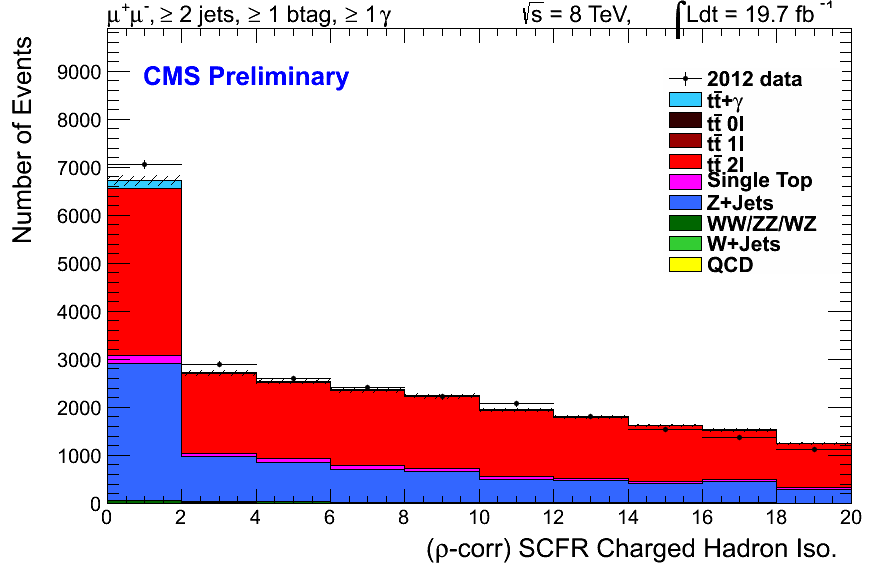 μ⁺μ⁻, ≥ 2 jets, ≥ 1 btag, ≥ 1 γ
√s = 8 TeV, ∫Ldt = 19.7 fb⁻¹
CMS Preliminary
Number of Events
9000
8000
7000
6000
5000
4000
3000
2000
1000
0
2012 data
tt̄+γ
tt̄ 0l
tt̄ 1l
tt̄ 2l
Single Top
Z+Jets
WW/ZZ/WZ
W+Jets
QCD
0 2 4 6 8 10 12 14 16 18 20
(ρ-corr) SCFR Charged Hadron Iso.